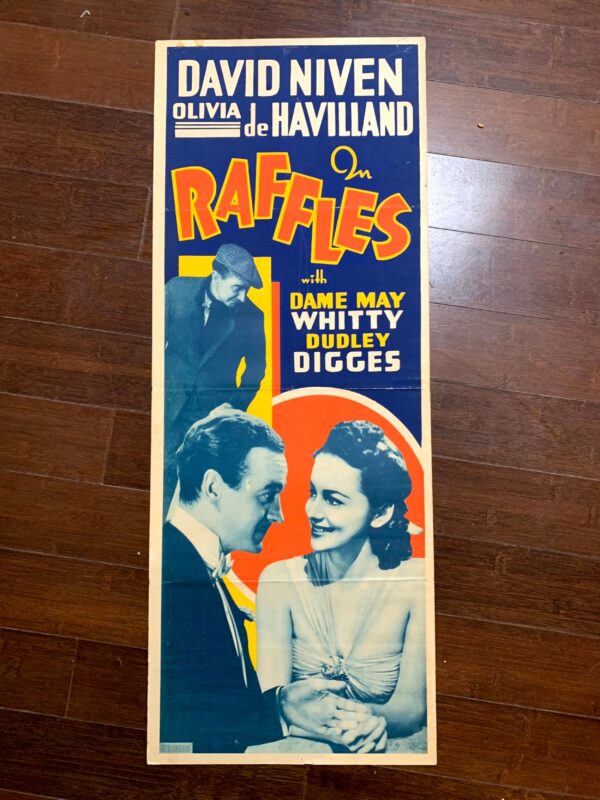 DAVID NIVEN
OLIVIA de HAVILLAND
In
RAFFLES
with
DAME MAY
WHITTY
DUDLEY
DIGGES